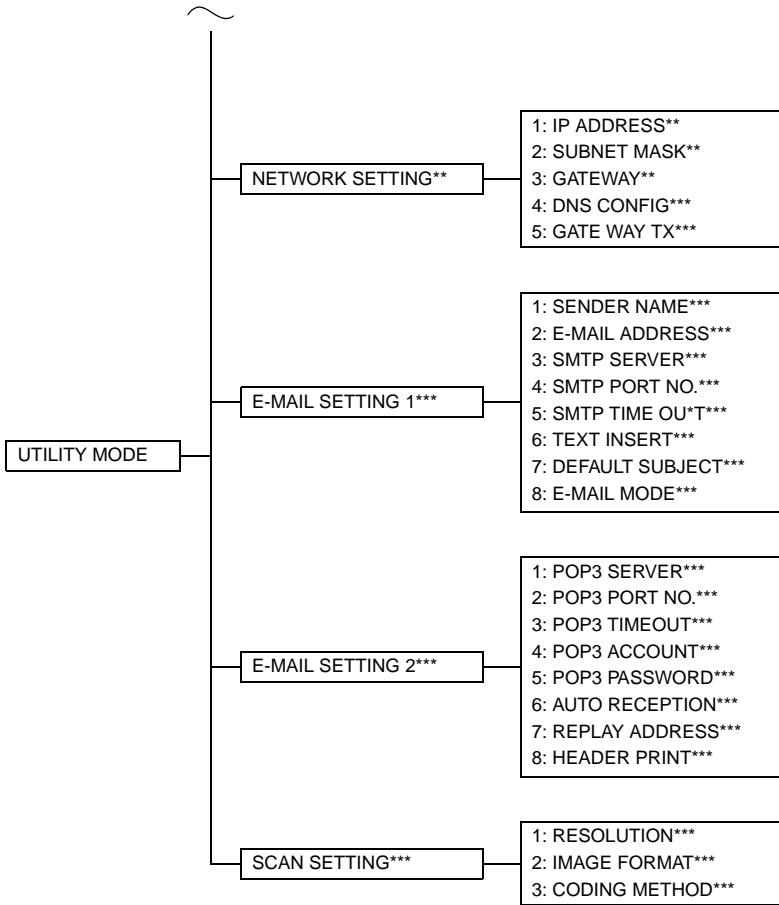 NETWORK SETTING**
1: IP ADDRESS**
2: SUBNET MASK**
3: GATEWAY**
4: DNS CONFIG***
5: GATE WAY TX***
E-MAIL SETTING 1***
1: SENDER NAME***
2: E-MAIL ADDRESS***
3: SMTP SERVER***
4: SMTP PORT NO.***
5: SMTP TIME OU*T***
6: TEXT INSERT***
7: DEFAULT SUBJECT***
8: E-MAIL MODE***
UTILITY MODE
E-MAIL SETTING 2***
1: POP3 SERVER***
2: POP3 PORT NO.***
3: POP3 TIMEOUT***
4: POP3 ACCOUNT***
5: POP3 PASSWORD***
6: AUTO RECEPTION***
7: REPLAY ADDRESS***
8: HEADER PRINT***
SCAN SETTING***
1: RESOLUTION***
2: IMAGE FORMAT***
3: CODING METHOD***